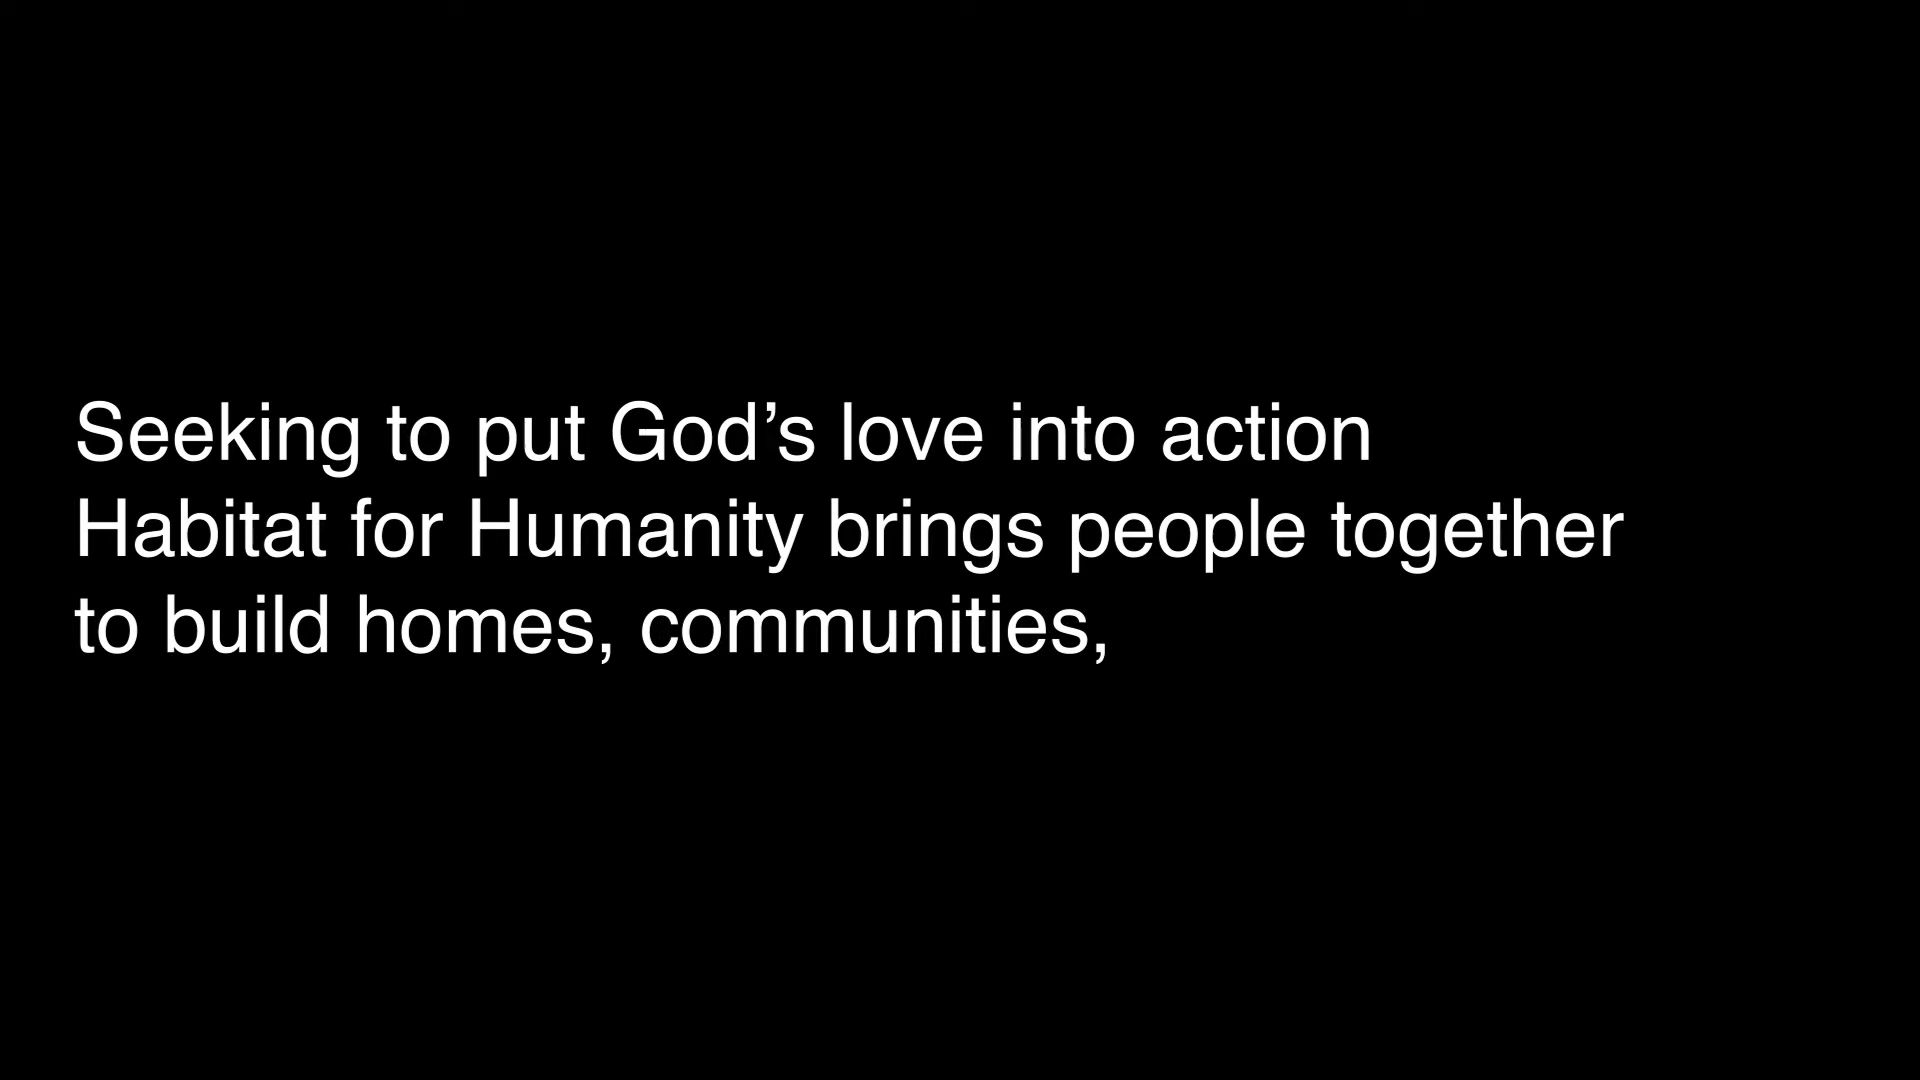 Seeking to put God’s love into action
Habitat for Humanity brings people together
to build homes, communities,